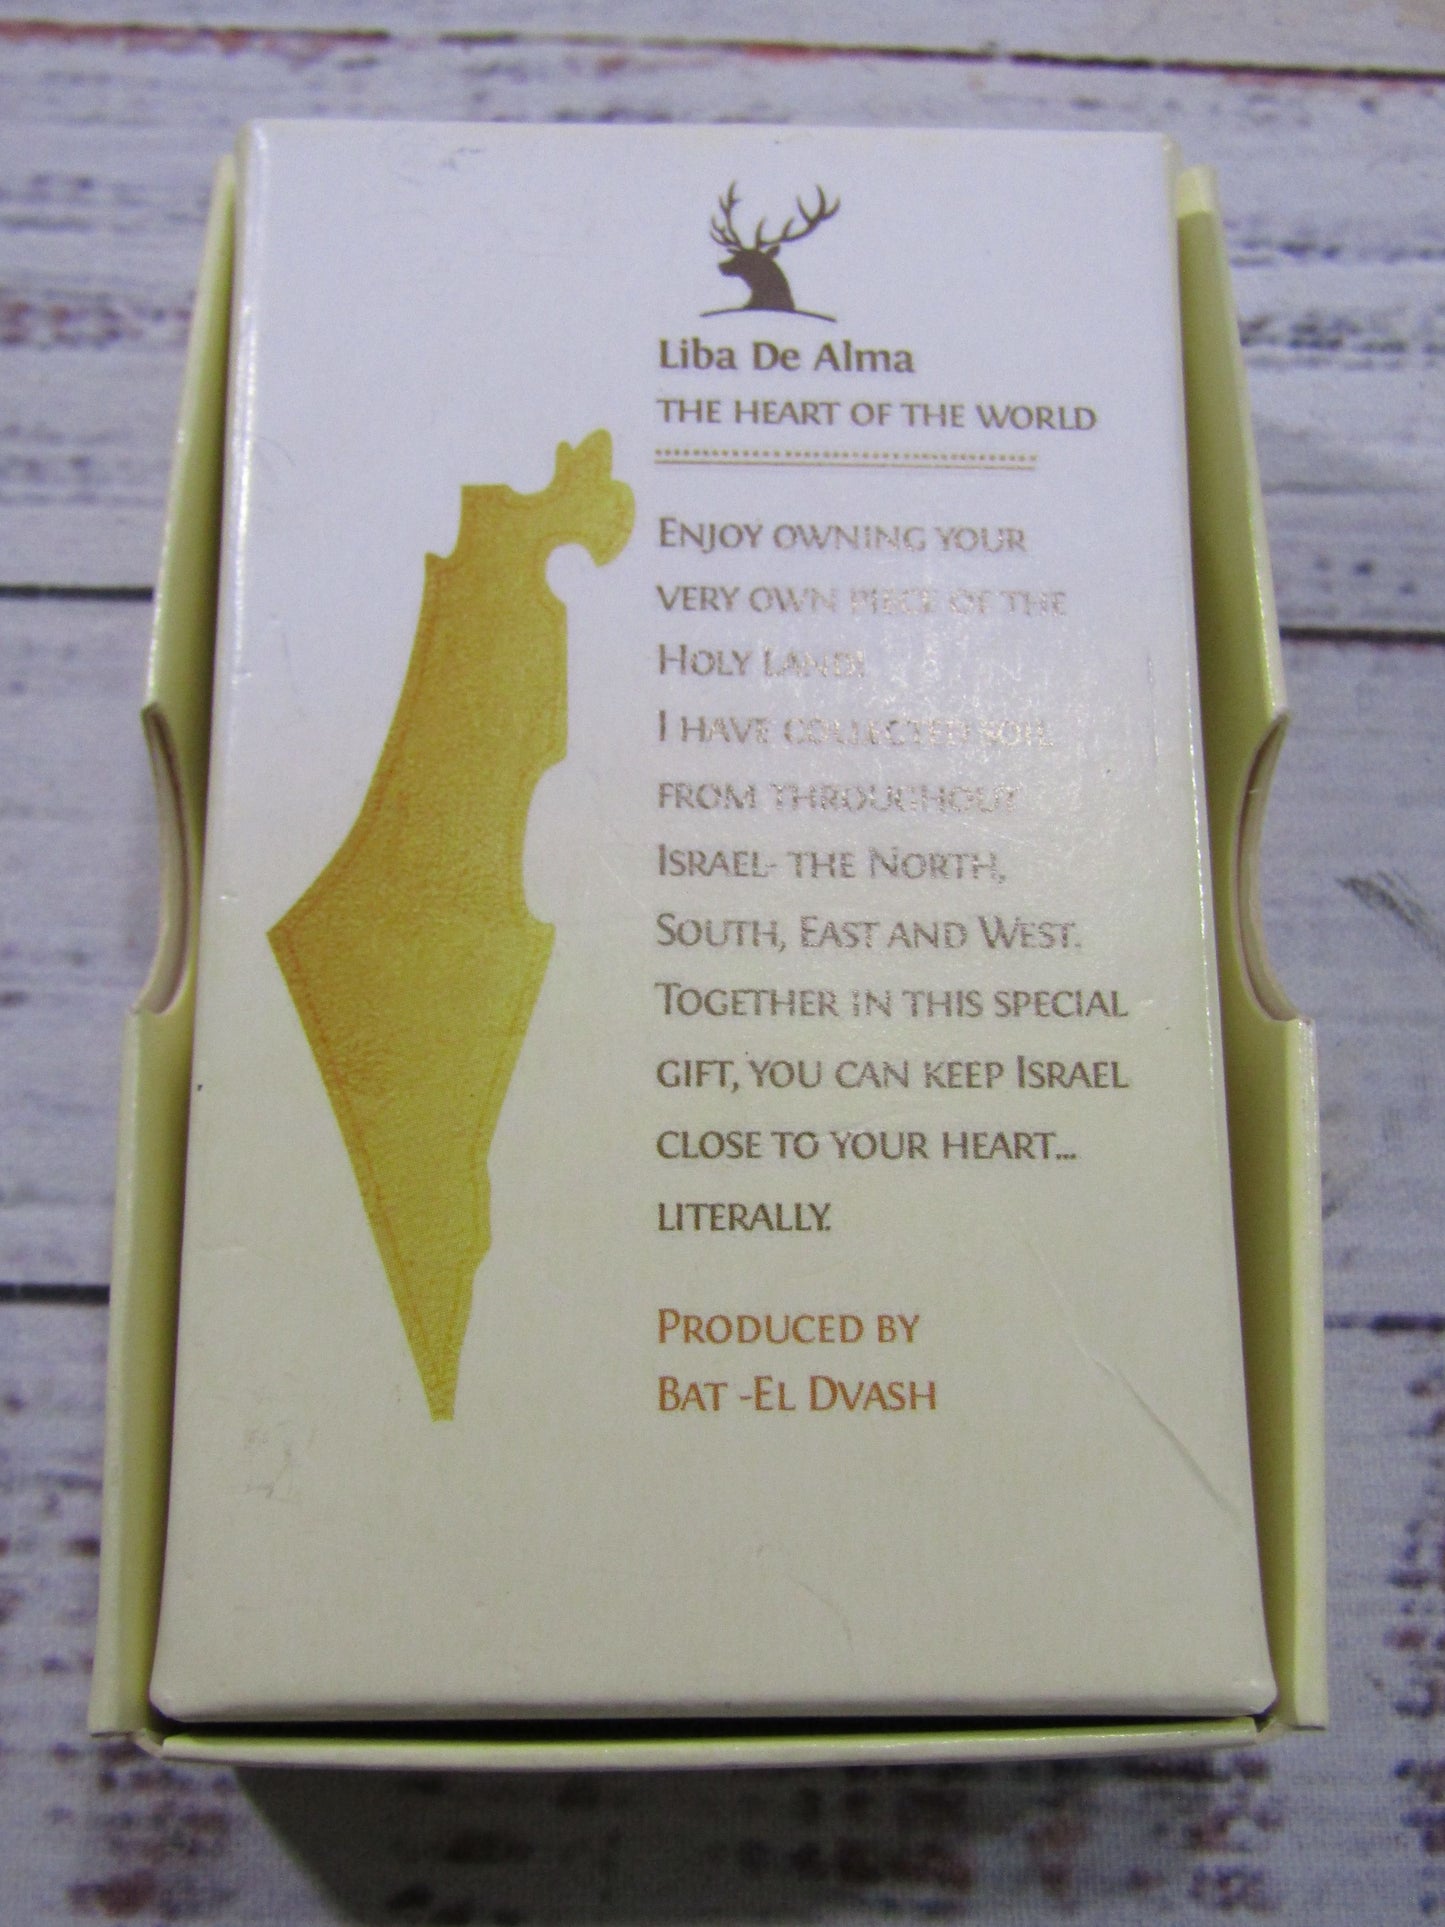 Liba De Alma
THE HEART OF THE WORLD
ENJOY OWNING YOUR
VERY OWN PIECE OF THE
HOLY LAND!
I HAVE COLLECTED SOIL
FROM THROUGHOUT
ISRAEL- THE NORTH,
SOUTH, EAST AND WEST.
TOGETHER IN THIS SPECIAL
GIFT, YOU CAN KEEP ISRAEL
CLOSE TO YOUR HEART...
LITERALLY.
PRODUCED BY
BAT -EL DVASH